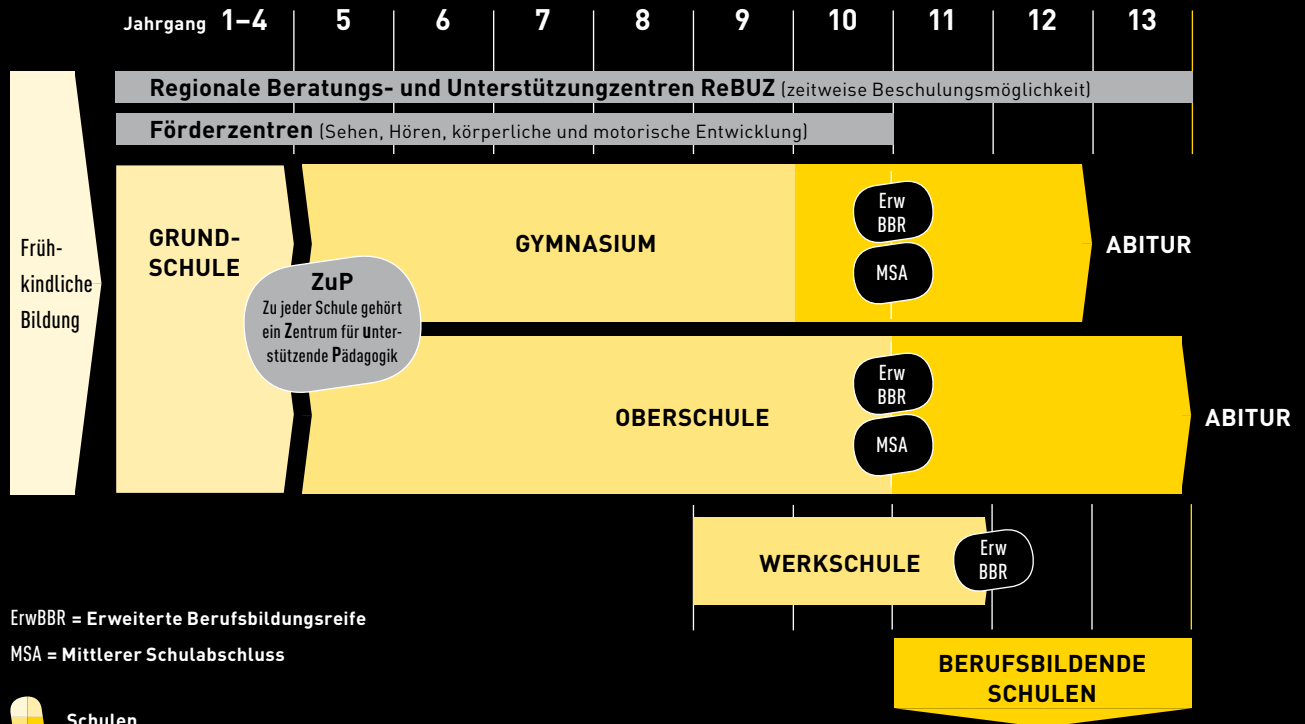 Jahrgang 1–4 5 6 7 8 9 10 11 12 13
Regionale Beratungs- und Unterstützungzentren ReBUZ (zeitweise Beschulungsmöglichkeit)
Förderzentren (Sehen, Hören, körperliche und motorische Entwicklung)
Früh-
kindliche
Bildung
GRUND-
SCHULE
ZuP
Zu jeder Schule gehört
ein Zentrum für unter-
stützende Pädagogik
GYMNASIUM
Erw
BBR
MSA
ABITUR
OBERSCHULE
Erw
BBR
MSA
ABITUR
WERKSCHULE
Erw
BBR
ErwBBR = Erweiterte Berufsbildungsreife
MSA = Mittlerer Schulabschluss
BERUFSBILDENDE
SCHULEN
Schulen